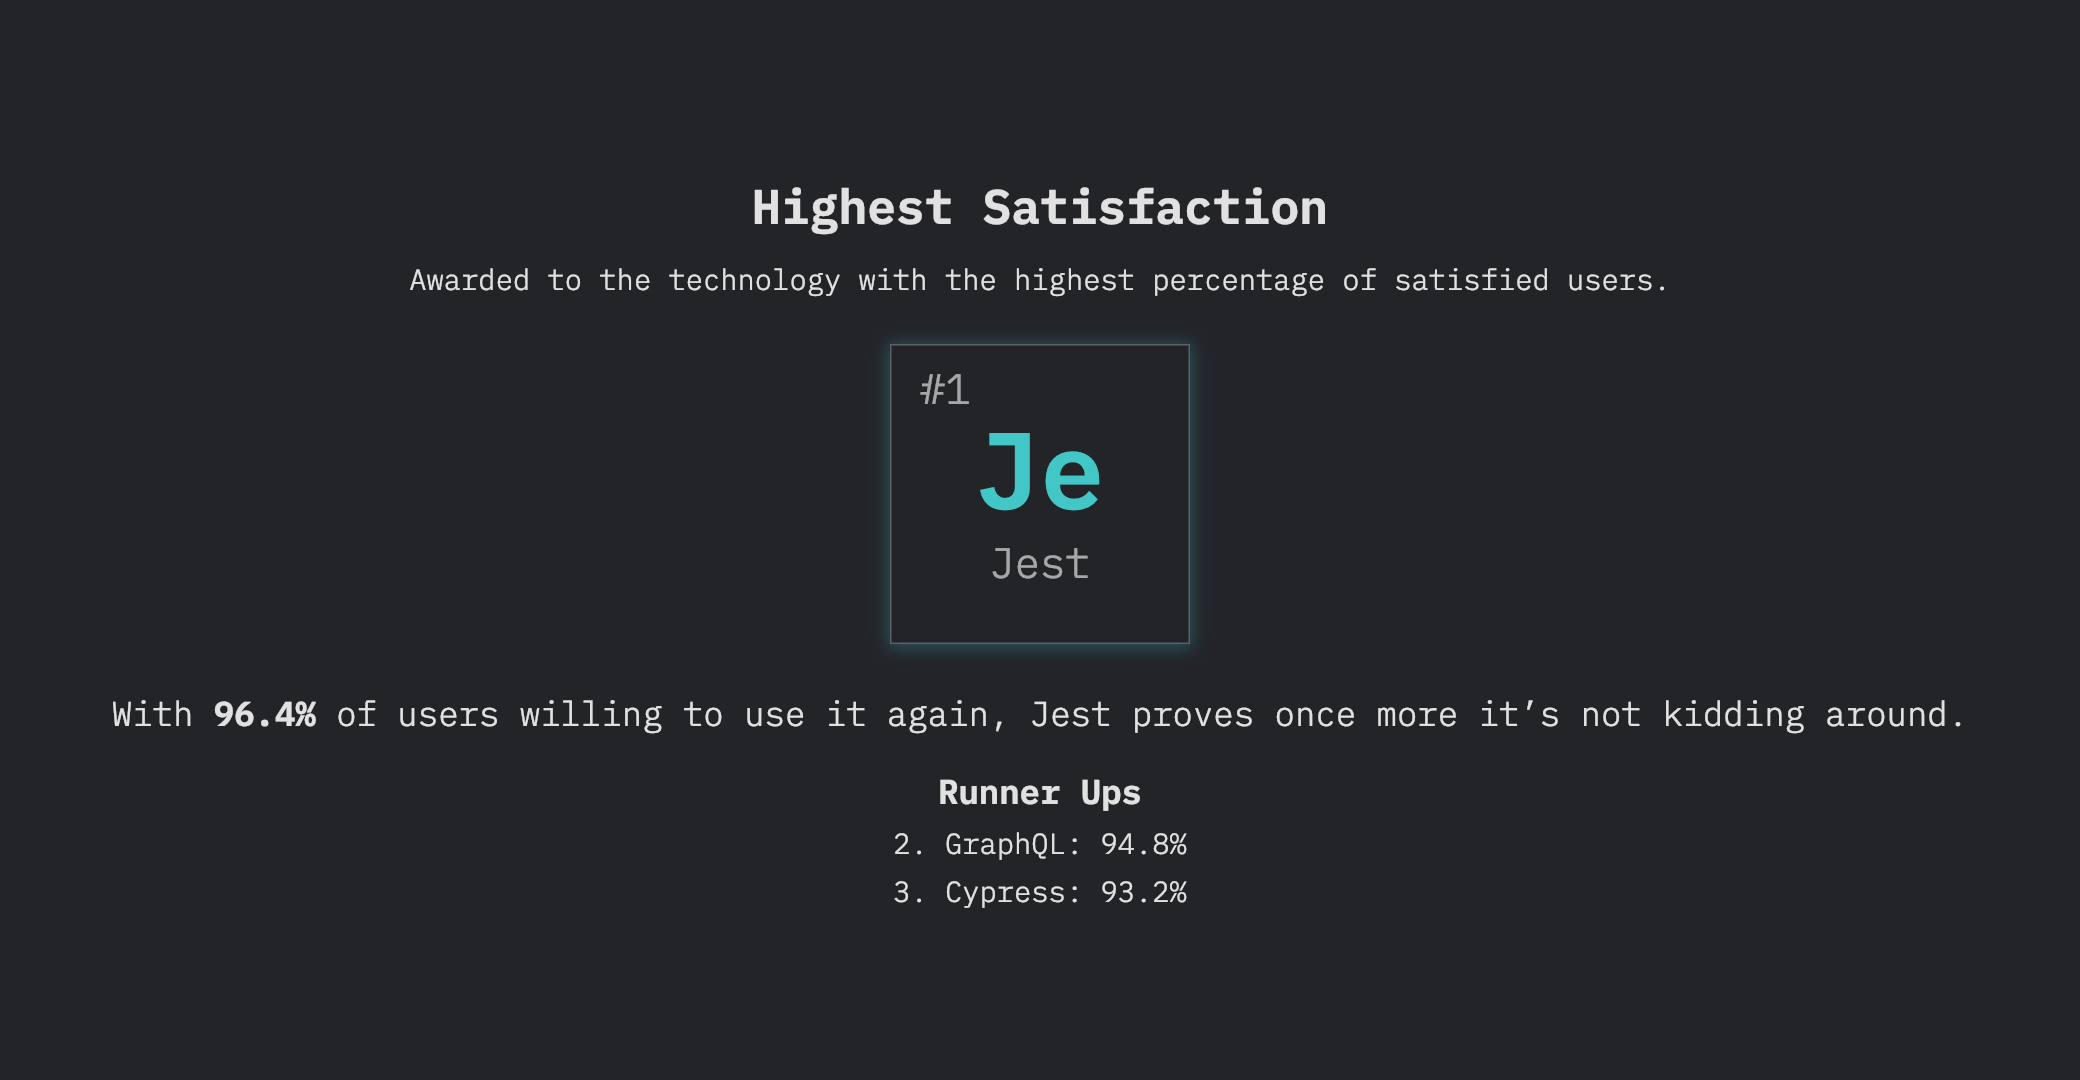 Highest Satisfaction
Awarded to the technology with the highest percentage of satisfied users.
#1
Je
Jest
With 96.4% of users willing to use it again, Jest proves once more it’s not kidding around.
Runner Ups
2. GraphQL: 94.8%
3. Cypress: 93.2%